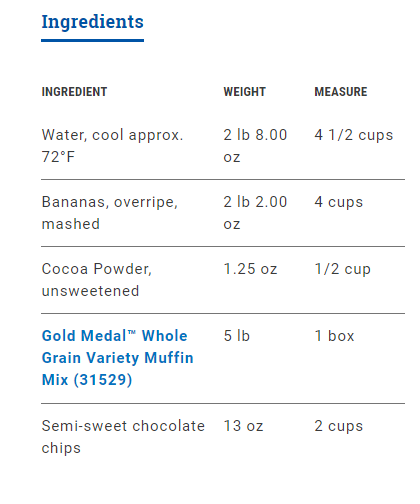 Ingredients
INGREDIENT WEIGHT MEASURE
Water, cool approx. 2 lb 8.00 4 1/2 cups
72°F oz
Bananas, overripe, 2 lb 2.00 4 cups
mashed oz
Cocoa Powder, 1.25 oz 1/2 cup
unsweetened
Gold Medal™ Whole 5 lb 1 box
Grain Variety Muffin
Mix (31529)
Semi-sweet chocolate 13 oz 2 cups
chips